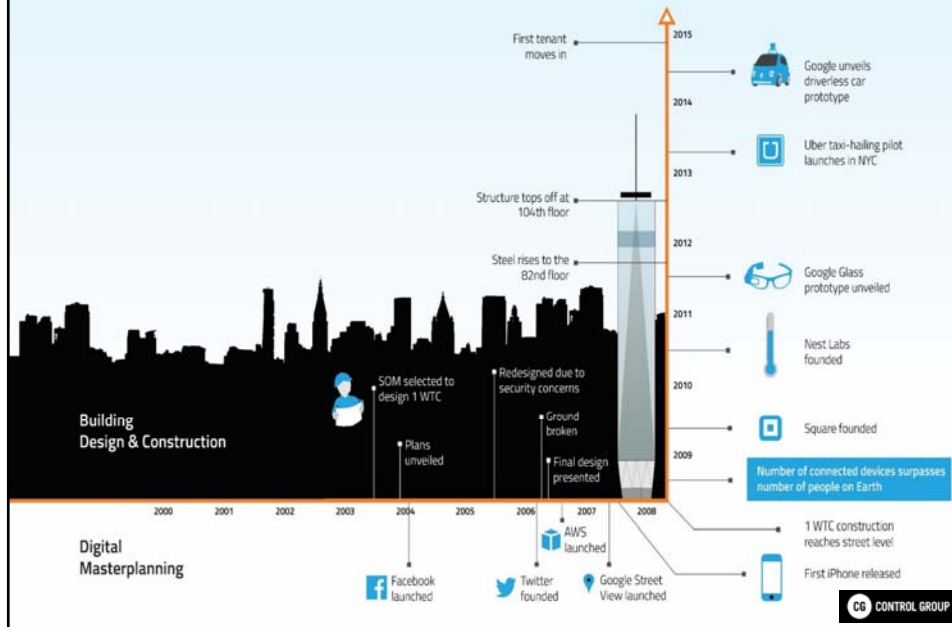 First tenant
moves in
2015
Google unveils
driverless car
prototype
2014
Uber taxi-hailing pilot
launches in NYC
2013
Structure tops off at
104th floor
2012
Steel rises to the
82nd floor
Google Glass
prototype unveiled
2011
Nest Labs
founded
2010
SOM selected to
design 1 WTC
Redesigned due to
security concerns
Building
Design & Construction
Plans
unveiled
Ground
broken
Final design
presented
Square founded
2009
Number of connected devices surpasses
number of people on Earth
2000 2001 2002 2003 2004 2005 2006 2007 2008
Digital
Masterplanning
Facebook
launched
Twitter
founded
AWS
launched
Google Street
View launched
1 WTC construction
reaches street level
First iPhone released
CG CONTROL GROUP